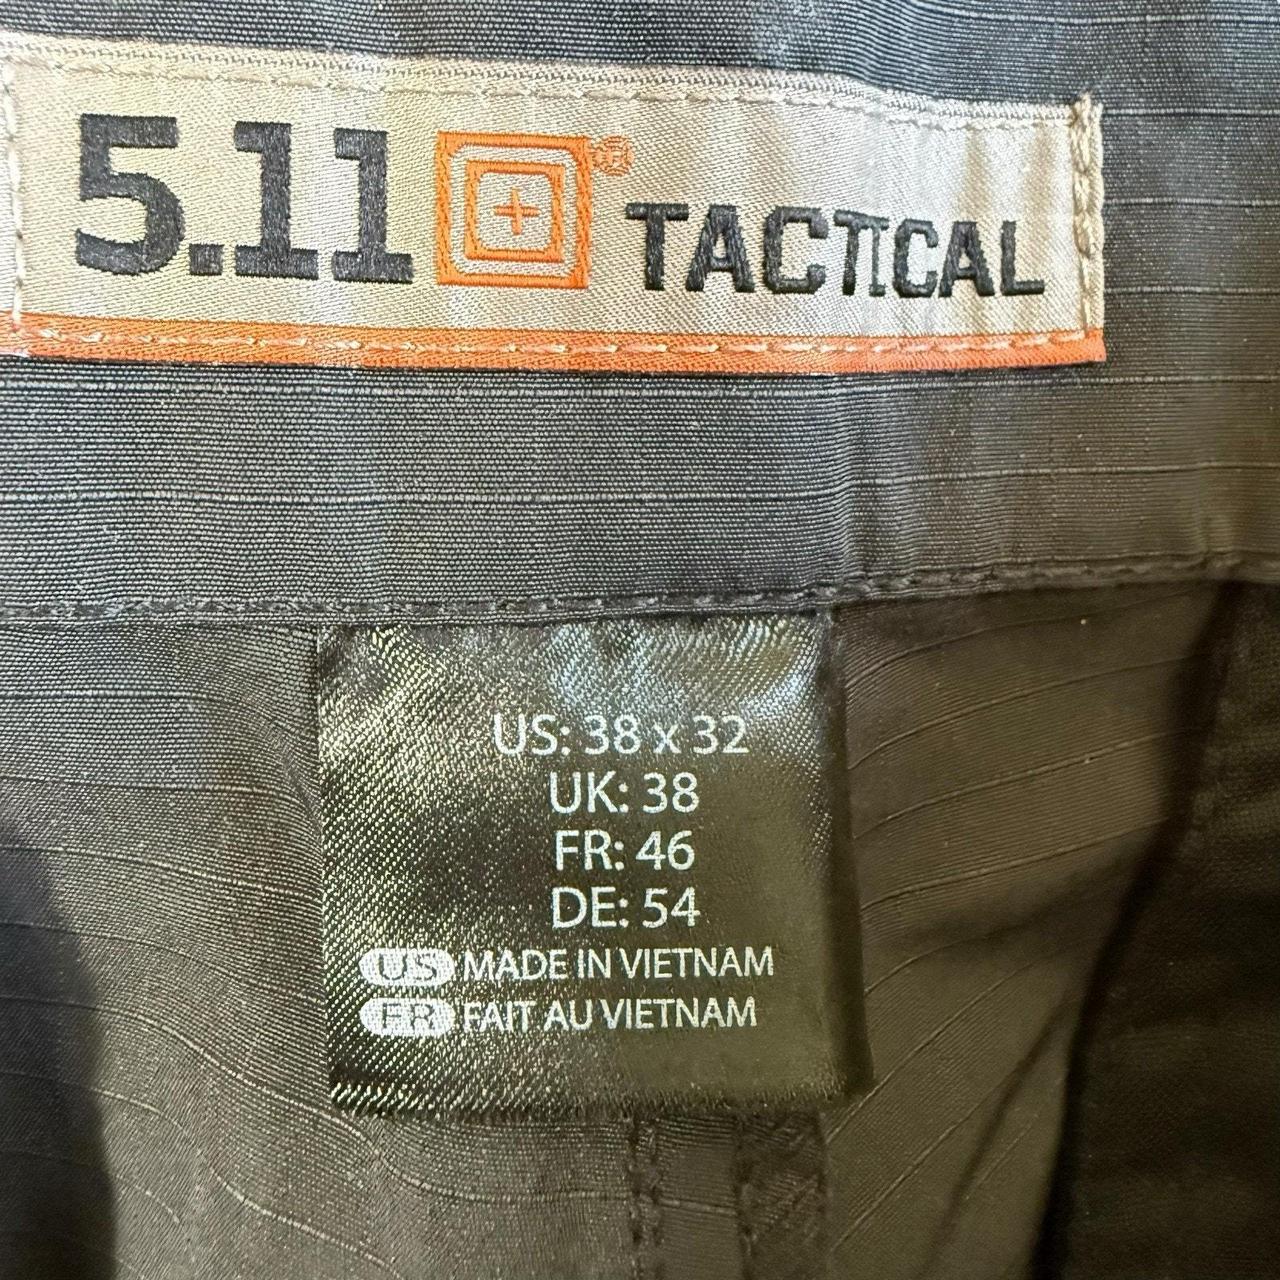 5.11 ® TACTICAL
US: 38 x 32
UK: 38
FR: 46
DE: 54
US MADE IN VIETNAM
FR FAIT AU VIETNAM